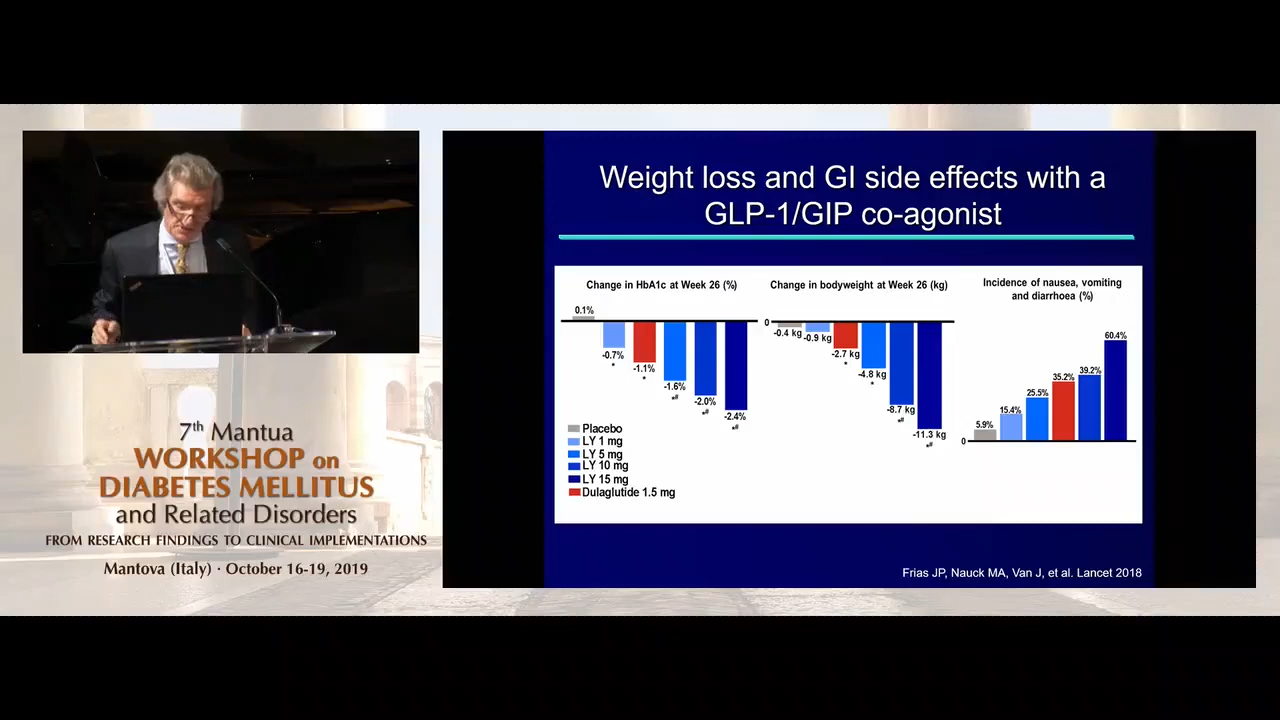 7th Mantua
WORKSHOP on
DIABETES MELLITUS
and Related Disorders
FROM RESEARCH FINDINGS TO CLINICAL IMPLEMENTATIONS
Mantova (Italy) · October 16-19, 2019
Weight loss and GI side effects with a
GLP-1/GIP co-agonist
Change in HbA1c at Week 26 (%)
0.1%
-0.7%
*
-1.1%
*
-1.6%
*#
-2.0%
*#
-2.4%
*#
Placebo
LY 1 mg
LY 5 mg
LY 10 mg
LY 15 mg
Dulaglutide 1.5 mg
Change in bodyweight at Week 26 (kg)
0
-0.4 kg
-0.9 kg
-2.7 kg
*
-4.8 kg
*
-8.7 kg
*#
-11.3 kg
*#
Incidence of nausea, vomiting
and diarrhoea (%)
5.9%
15.4%
25.5%
35.2%
39.2%
60.4%
0
Frias JP, Nauck MA, Van J, et al. Lancet 2018